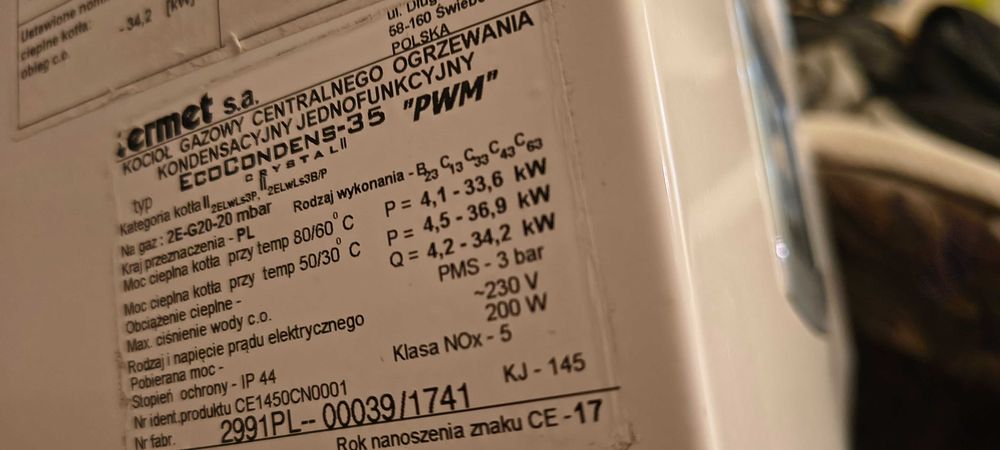 Ustawione
cieplne kotła: -34,2 [kW]
obieg c.o.
ul. Dług
58-160 Świebo
POLSKA
termet s.a.
KOCIOŁ GAZOWY CENTRALNEGO OGRZEWANIA
KONDENSACYJNY JEDNOFUNKCYJNY
typ ECOCONDENS-35 "PWM"
CRYSTAL II
Kategoria kotła II2ELwLs3P, II2ELwLs3B/P Rodzaj wykonania - B23 C13 C33 C43 C63
Na gaz : 2E-G20-20 mbar
Kraj przeznaczenia - PL
Moc cieplna kotła przy temp 80/60° C P = 4,1 - 33,6 kW
Moc cieplna kotła przy temp 50/30° C P = 4,5 - 36,9 kW
Obciążenie cieplne - Q = 4,2 - 34,2 kW
Max. ciśnienie wody c.o. PMS - 3 bar
Rodzaj i napięcie prądu elektrycznego ~230 V
Pobierana moc - 200 W
Stopień ochrony - IP 44 Klasa NOx - 5
Nr ident.produktu CE1450CN0001 KJ - 145
Nr fabr. 2991PL--00039/1741
Rok nanoszenia znaku CE -17